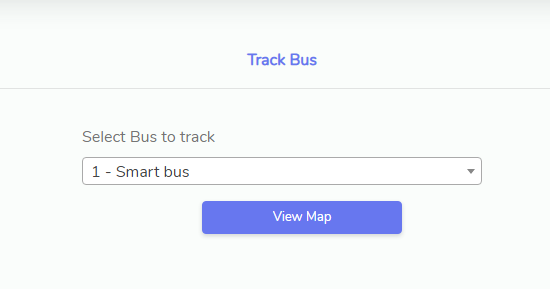 Track Bus
Select Bus to track
1 - Smart bus
View Map